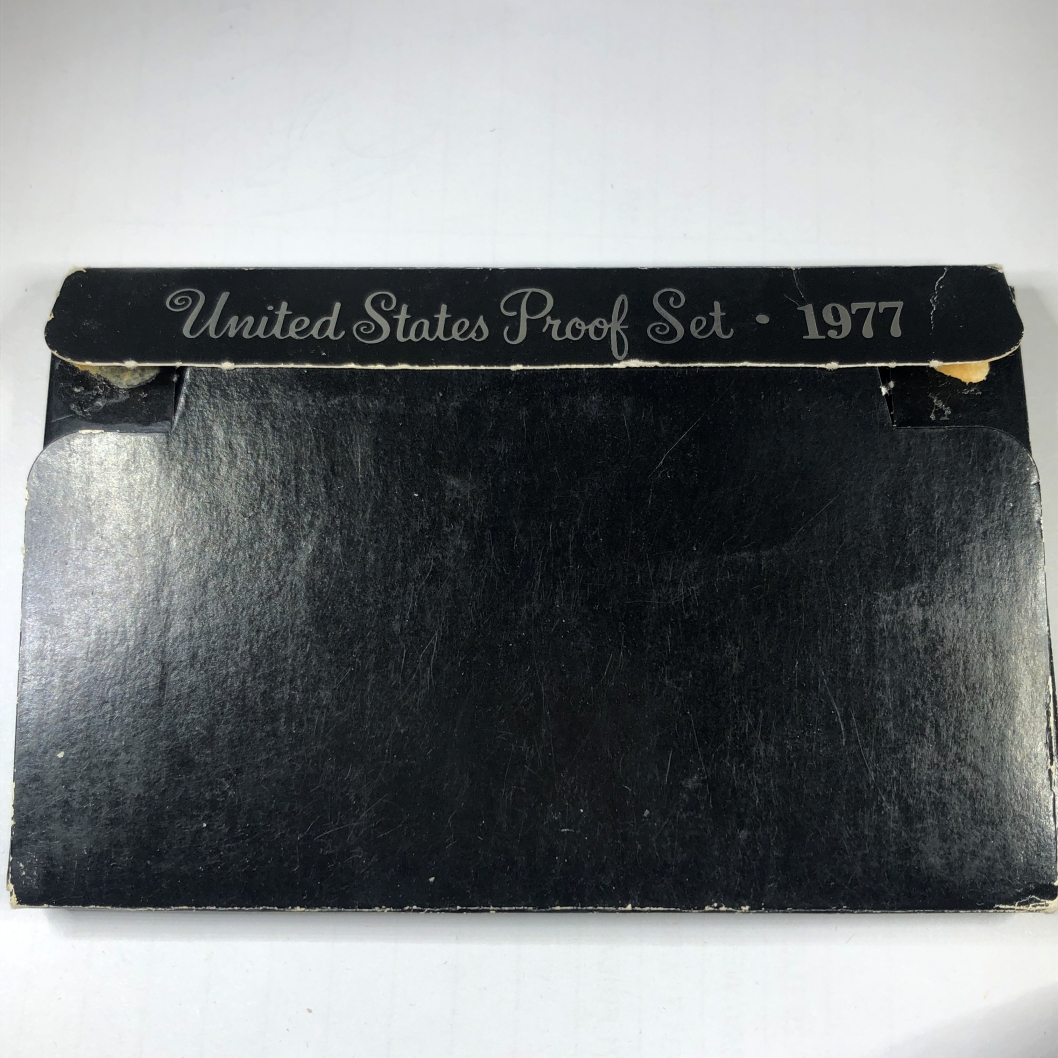 United States Proof Set • 1977